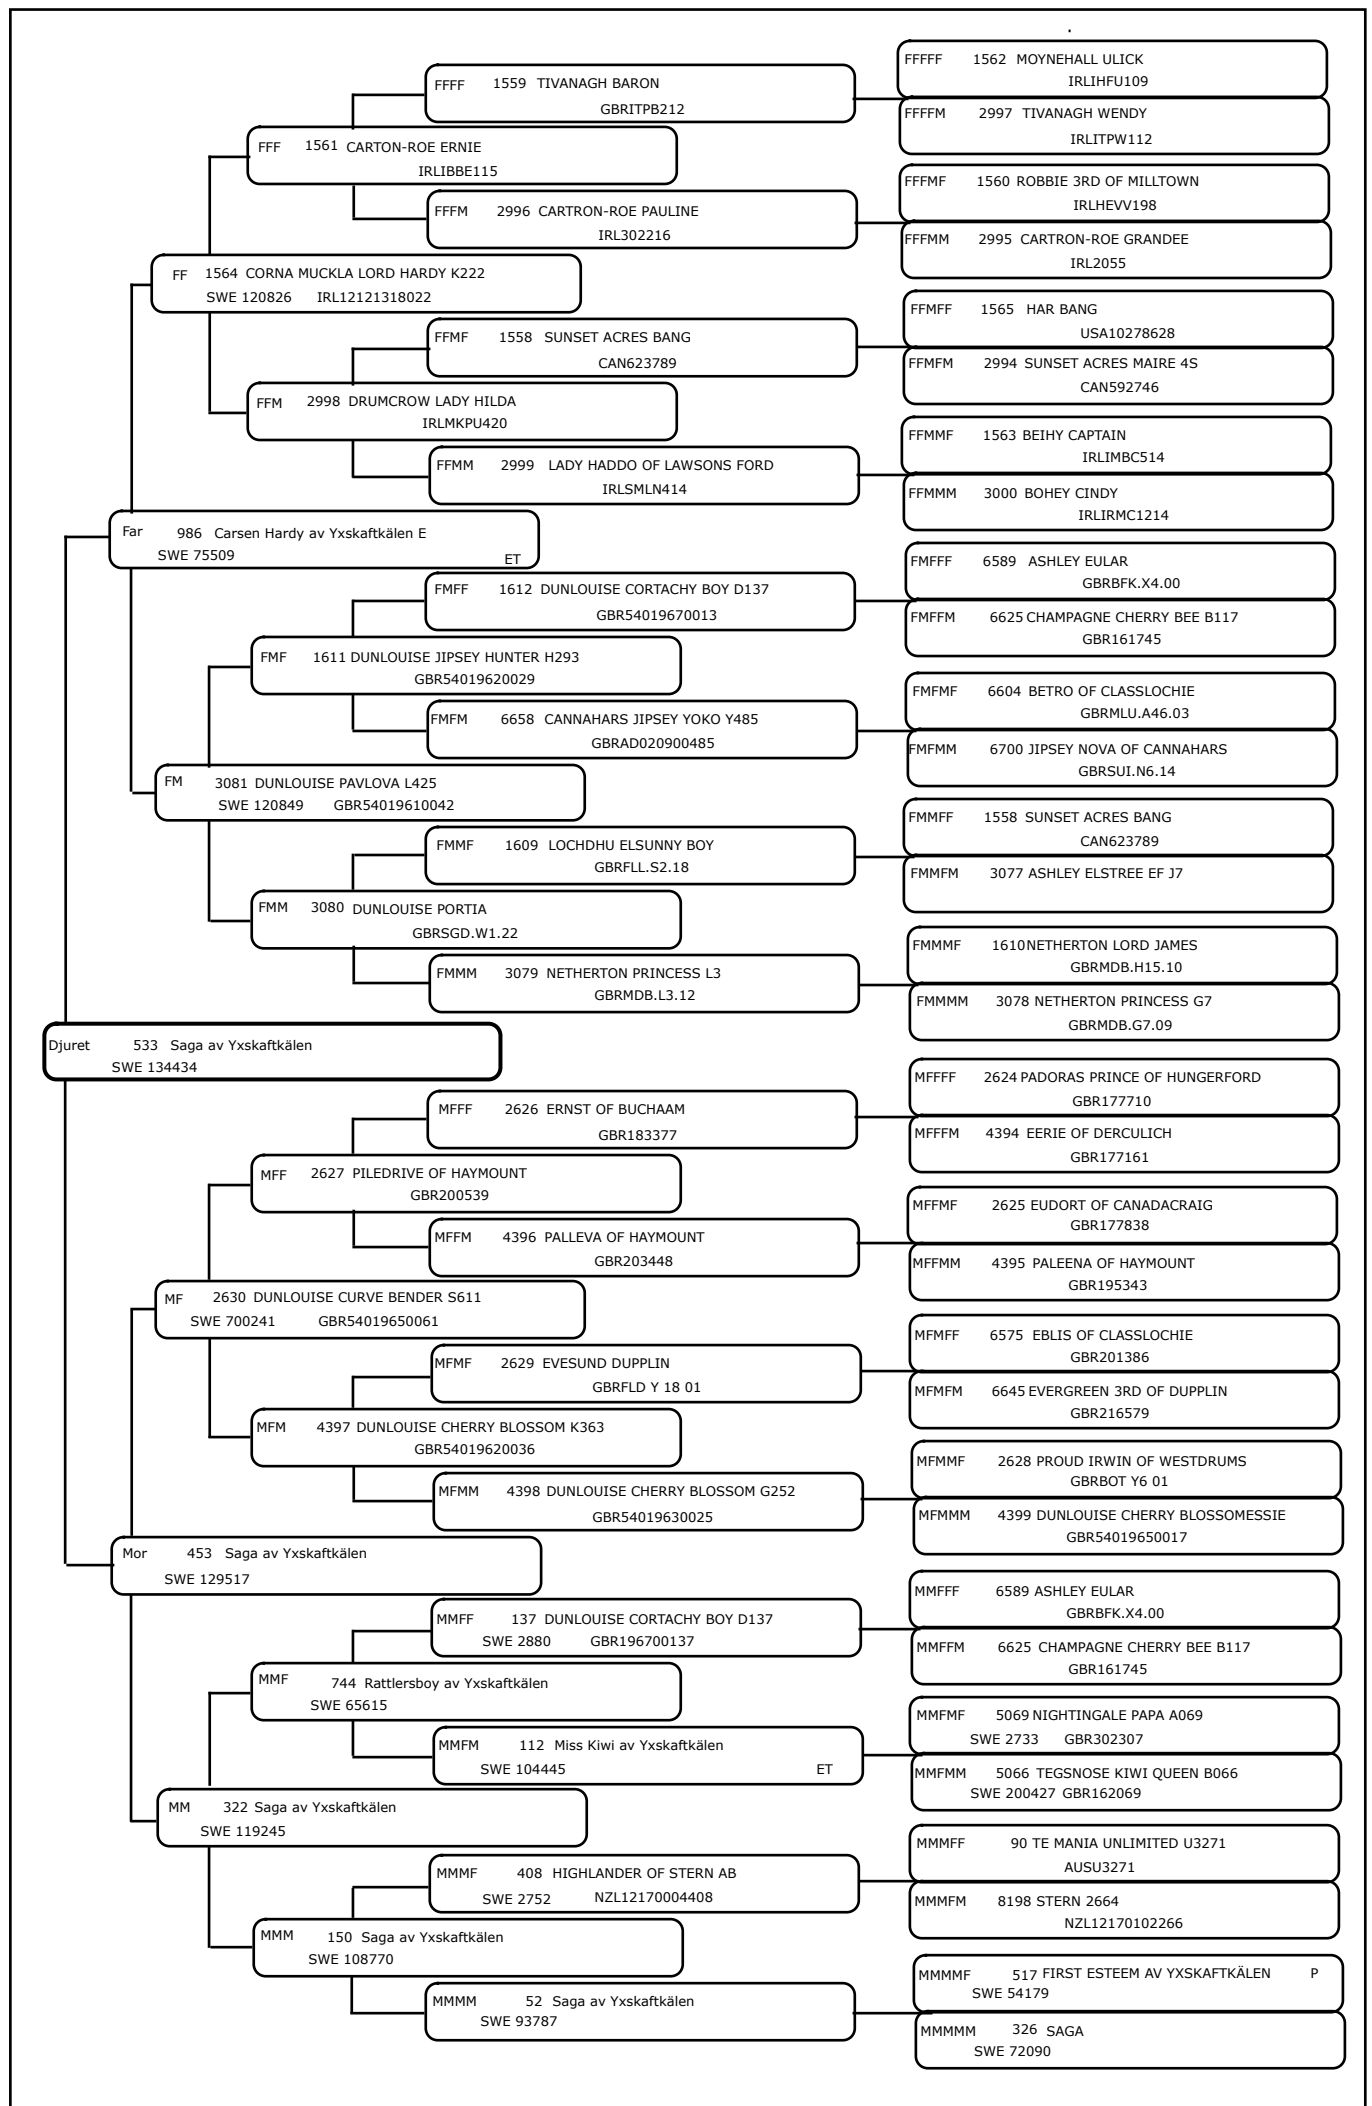 FFFFF 1562 MOYNEHALL ULICK
IRLIHFU109
FFFF 1559 TIVANAGH BARON
GBRITPB212
FFFFM 2997 TIVANAGH WENDY
IRLITPW112
FFF 1561 CARTON-ROE ERNIE
IRLIBBE115
FFFMF 1560 ROBBIE 3RD OF MILLTOWN
IRLHEVV198
FFFM 2996 CARTRON-ROE PAULINE
IRL302216
FFFMM 2995 CARTRON-ROE GRANDEE
IRL2055
FF 1564 CORNA MUCKLA LORD HARDY K222
SWE 120826 IRL12121318022
FFMFF 1565 HAR BANG
USA10278628
FFMF 1558 SUNSET ACRES BANG
CAN623789
FFMFM 2994 SUNSET ACRES MAIRE 4S
CAN592746
FFM 2998 DRUMCROW LADY HILDA
IRLMKPU420
FFMMF 1563 BEIHY CAPTAIN
IRLIMBC514
FFMM 2999 LADY HADDO OF LAWSONS FORD
IRLSMLN414
FFMMM 3000 BOHEY CINDY
IRLIRMC1214
Far 986 Carsen Hardy av Yxskaftkälen E
SWE 75509 ET
FMFFF 6589 ASHLEY EULAR
GBRBFK.X4.00
FMFF 1612 DUNLOUISE CORTACHY BOY D137
GBR54019670013
FMFFM 6625 CHAMPAGNE CHERRY BEE B117
GBR161745
FMF 1611 DUNLOUISE JIPSEY HUNTER H293
GBR54019620029
FMFMF 6604 BETRO OF CLASSLOCHIE
GBRMLU.A46.03
FMFM 6658 CANNAHARS JIPSEY YOKO Y485
GBRAD020900485
FMFMM 6700 JIPSEY NOVA OF CANNAHARS
GBRSUI.N6.14
FM 3081 DUNLOUISE PAVLOVA L425
SWE 120849 GBR54019610042
FMMFF 1558 SUNSET ACRES BANG
CAN623789
FMMF 1609 LOCHDHU ELSUNNY BOY
GBRFLL.S2.18
FMMFM 3077 ASHLEY ELSTREE EF J7
FMM 3080 DUNLOUISE PORTIA
GBRSGD.W1.22
FMMMF 1610 NETHERTON LORD JAMES
GBRMDB.H15.10
FMMM 3079 NETHERTON PRINCESS L3
GBRMDB.L3.12
FMMMM 3078 NETHERTON PRINCESS G7
GBRMDB.G7.09
Djuret 533 Saga av Yxskaftkälen
SWE 134434
MFFFF 2624 PADORAS PRINCE OF HUNGERFORD
GBR177710
MFFF 2626 ERNST OF BUCHAAM
GBR183377
MFFFM 4394 EERIE OF DERCULICH
GBR177161
MFF 2627 PILEDRIVE OF HAYMOUNT
GBR200539
MFFMF 2625 EUDORT OF CANADACRAIG
GBR177838
MFFM 4396 PALLEVA OF HAYMOUNT
GBR203448
MFFMM 4395 PALEENA OF HAYMOUNT
GBR195343
MF 2630 DUNLOUISE CURVE BENDER S611
SWE 700241 GBR54019650061
MFMFF 6575 EBLIS OF CLASSLOCHIE
GBR201386
MFMF 2629 EVESUND DUPPLIN
GBRFLD Y 18 01
MFMFM 6645 EVERGREEN 3RD OF DUPPLIN
GBR216579
MFM 4397 DUNLOUISE CHERRY BLOSSOM K363
GBR54019620036
MFMMF 2628 PROUD IRWIN OF WESTDRUMS
GBRBOT Y6 01
MFMM 4398 DUNLOUISE CHERRY BLOSSOM G252
GBR54019630025
MFMMM 4399 DUNLOUISE CHERRY BLOSSOMESSIE
GBR54019650017
Mor 453 Saga av Yxskaftkälen
SWE 129517
MMFFF 6589 ASHLEY EULAR
GBRBFK.X4.00
MMFF 137 DUNLOUISE CORTACHY BOY D137
SWE 2880 GBR196700137
MMFFM 6625 CHAMPAGNE CHERRY BEE B117
GBR161745
MMF 744 Rattlersboy av Yxskaftkälen
SWE 65615
MMFMF 5069 NIGHTINGALE PAPA A069
SWE 2733 GBR302307
MMFM 112 Miss Kiwi av Yxskaftkälen
SWE 104445 ET
MMFMM 5066 TEGSNOSE KIWI QUEEN B066
SWE 200427 GBR162069
MM 322 Saga av Yxskaftkälen
SWE 119245
MMMFF 90 TE MANIA UNLIMITED U3271
AUSU3271
MMMF 408 HIGHLANDER OF STERN AB
SWE 2752 NZL12170004408
MMMFM 8198 STERN 2664
NZL12170102266
MMM 150 Saga av Yxskaftkälen
SWE 108770
MMMMF 517 FIRST ESTEEM AV YXSKAFTKÄLEN P
SWE 54179
MMMM 52 Saga av Yxskaftkälen
SWE 93787
MMMMM 326 SAGA
SWE 72090